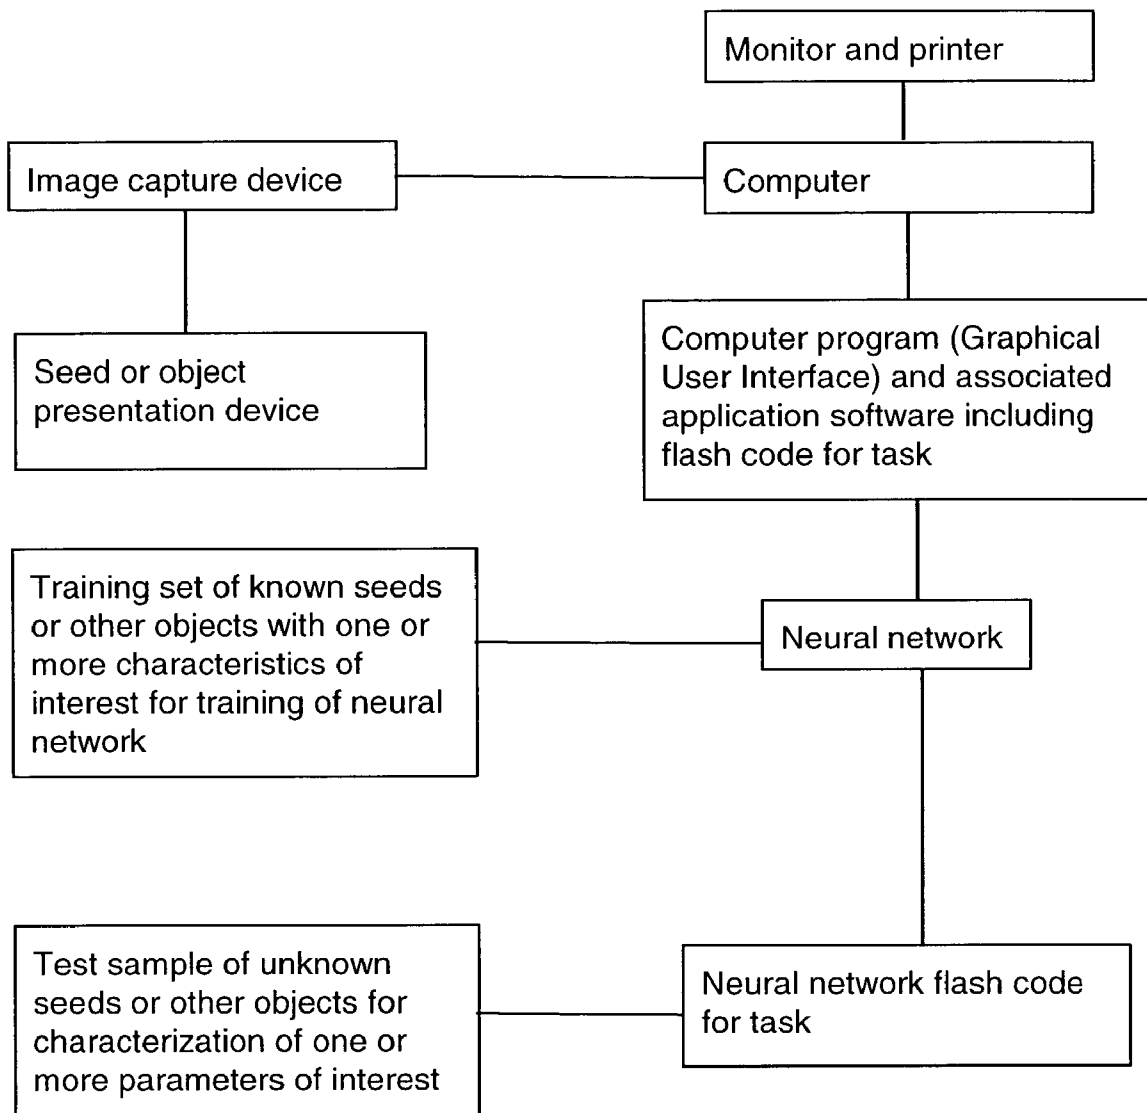 Monitor and printer
Image capture device
Computer
Seed or object
presentation device
Computer program (Graphical
User Interface) and associated
application software including
flash code for task
Training set of known seeds
or other objects with one or
more characteristics of
interest for training of neural
network
Neural network
Test sample of unknown
seeds or other objects for
characterization of one or
more parameters of interest
Neural network flash code
for task